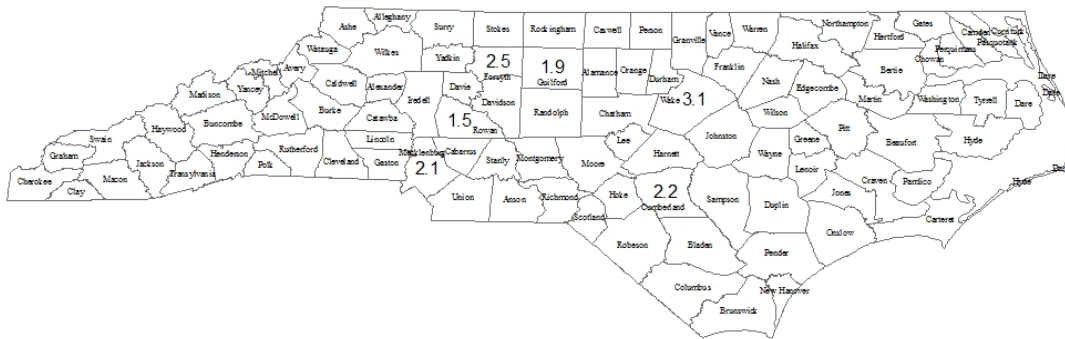 Alleghany
Ashe
Surry
Stokes
Rockingham
Caswell
Person
Granville
Vance
Warren
Northampton
Gates
Camden
Currituck
Pasquotank
Perquimans
Chowan
Hertford
Halifax
Watauga
Wilkes
Yadkin
2.5
Forsyth
1.9
Guilford
Alamance
Orange
Durham
Franklin
Nash
Edgecombe
Bertie
Mitchell
Avery
Yancey
Madison
Caldwell
Alexander
Iredell
Davie
Davidson
Randolph
Chatham
Wake
3.1
Wilson
Martin
Washington
Tyrrell
Dare
Dare
Dare
McDowell
Burke
Catawba
1.5
Rowan
Buncombe
Haywood
Swain
Graham
Jackson
Cherokee
Clay
Macon
Transylvania
Henderson
Polk
Rutherford
Cleveland
Lincoln
Gaston
Mecklenburg
2.1
Cabarrus
Stanly
Montgomery
Moore
Lee
Harnett
Johnston
Wayne
Greene
Pitt
Beaufort
Hyde
Lenoir
Craven
Pamlico
Hyde
Jones
Carteret
Union
Anson
Richmond
Scotland
Hoke
2.2
Cumberland
Sampson
Duplin
Onslow
Robeson
Bladen
Pender
Columbus
New Hanover
Brunswick